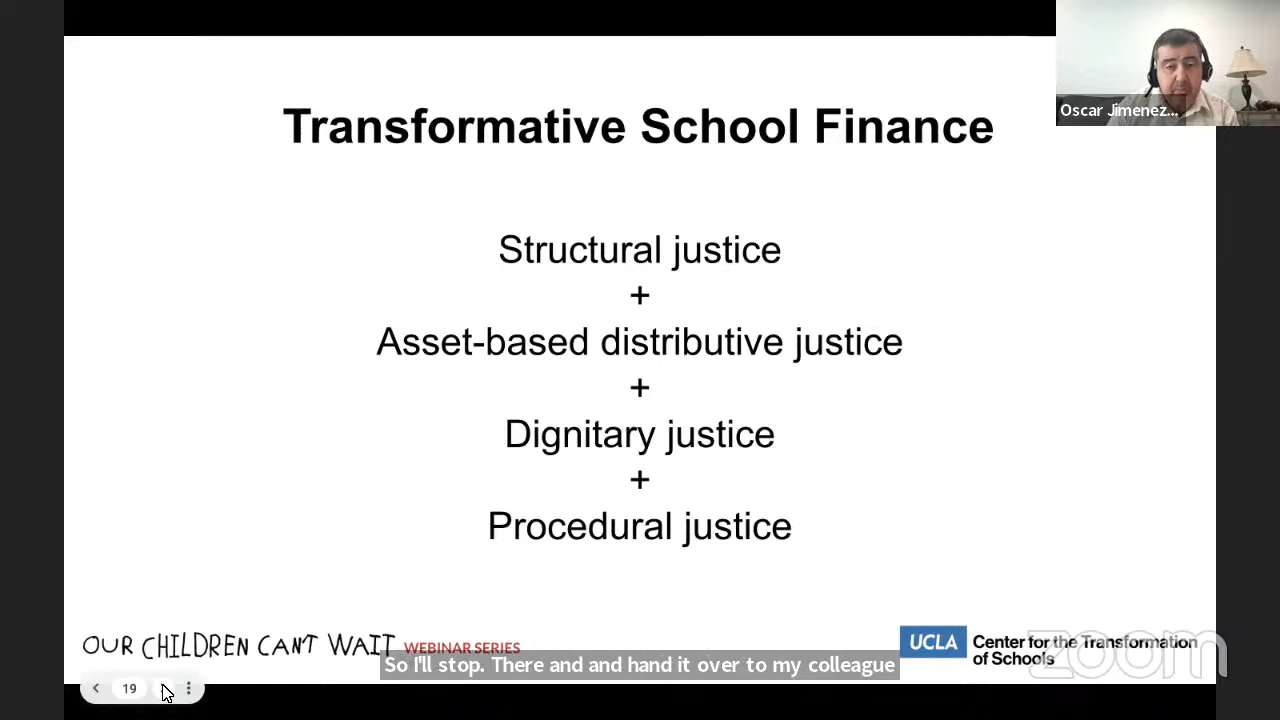 Oscar Jimenez...
Transformative School Finance
Structural justice
+
Asset-based distributive justice
+
Dignitary justice
+
Procedural justice
OUR CHILDREN CAN'T WAIT WEBINAR SERIES
UCLA Center for the Transformation
of Schools
zoom
So I'll stop. There and and hand it over to my colleague
19